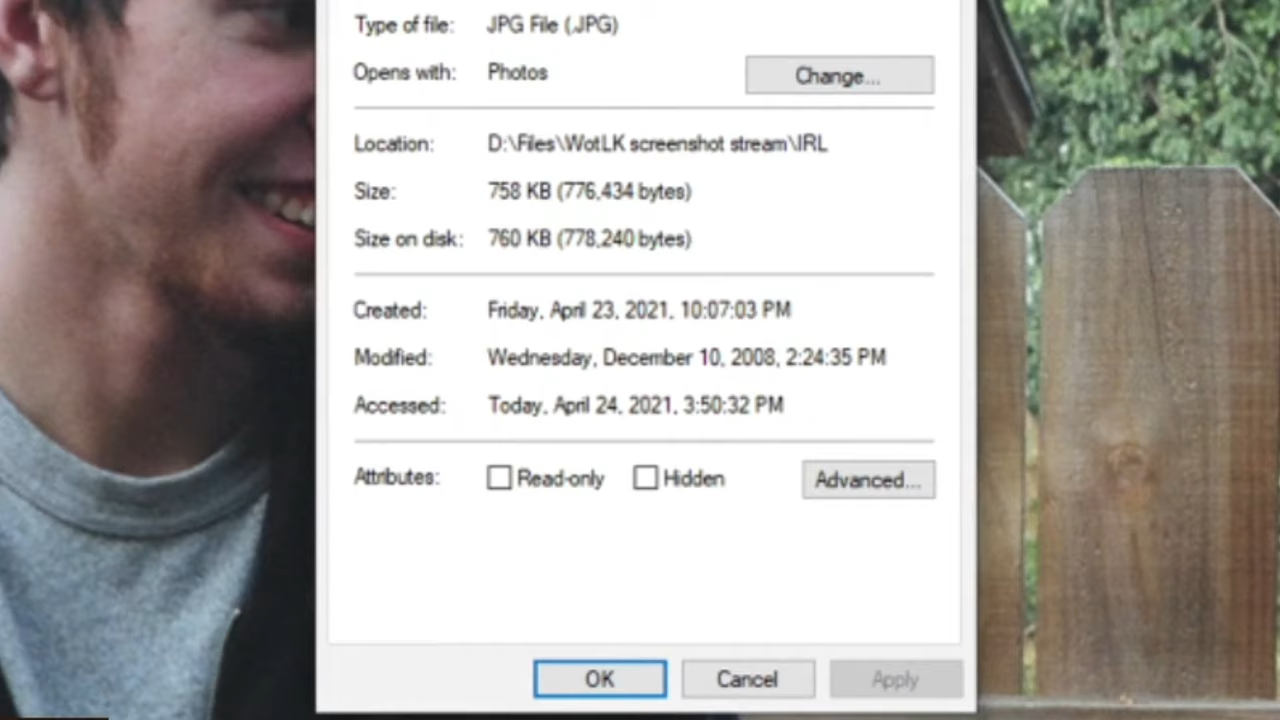 Type of file: JPG File (.JPG)
Opens with: Photos Change...
Location: D:\Files\WotLK screenshot stream\IRL
Size: 758 KB (776,434 bytes)
Size on disk: 760 KB (778,240 bytes)
Created: Friday, April 23, 2021, 10:07:03 PM
Modified: Wednesday, December 10, 2008, 2:24:35 PM
Accessed: Today, April 24, 2021, 3:50:32 PM
Attributes: Read-only Hidden Advanced...
OK Cancel Apply